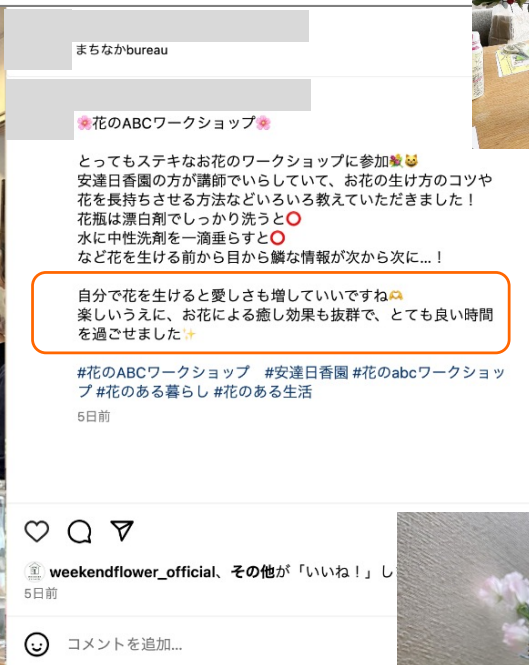 まちなかbureau
🌸花のABCワークショップ🌸
とってもステキなお花のワークショップに参加💐😺
安達日香園の方が講師でいらしていて、お花の生け方のコツや
花を長持ちさせる方法などいろいろ教えていただきました！
花瓶は漂白剤でしっかり洗うと⭕
水に中性洗剤を一滴垂らすと⭕
など花を生ける前から目から鱗な情報が次から次に...！
自分で花を生けると愛しさも増していいですね🫶
楽しいうえに、お花による癒し効果も抜群で、とても良い時間
を過ごせました✨
#花のABCワークショップ　#安達日香園 #花のabcワークショッ
プ #花のある暮らし #花のある生活
5日前
weekendflower_official、その他が「いいね！」し
5日前
コメントを追加...